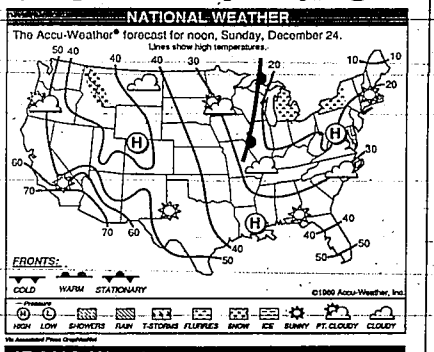 NATIONAL WEATHER
The Accu-Weather® forecast for noon, Sunday, December 24.
Lines show high temperatures.
50 40 40 40 30 20 10 10
20
H H
30
60
70
H
70 60 50 40 40 40
50 50
FRONTS:
COLD WARM STATIONARY
©1989 Accu-Weather, Inc.
Pressure
H L
HIGH LOW SHOWERS RAIN T-STORMS FLURRIES SNOW ICE SUNNY PT. CLOUDY CLOUDY
Via Associated Press GraphicsNet